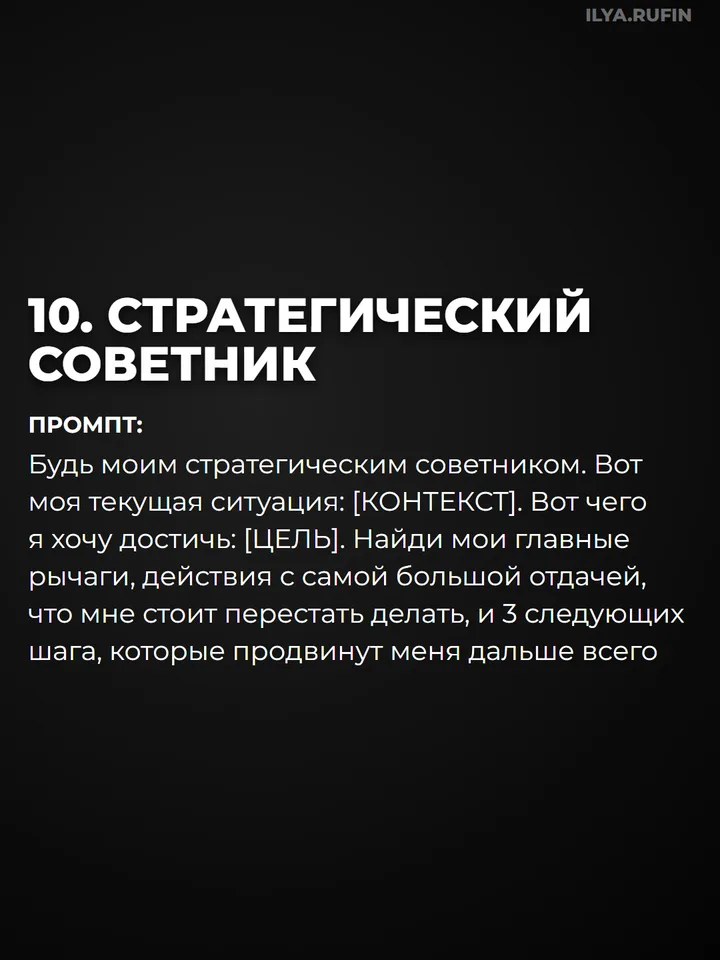 ILYA.RUFIN
10. СТРАТЕГИЧЕСКИЙ
СОВЕТНИК
ПРОМПТ:
Будь моим стратегическим советником. Вот
моя текущая ситуация: [КОНТЕКСТ]. Вот чего
я хочу достичь: [ЦЕЛЬ]. Найди мои главные
рычаги, действия с самой большой отдачей,
что мне стоит перестать делать, и 3 следующих
шага, которые продвинут меня дальше всего